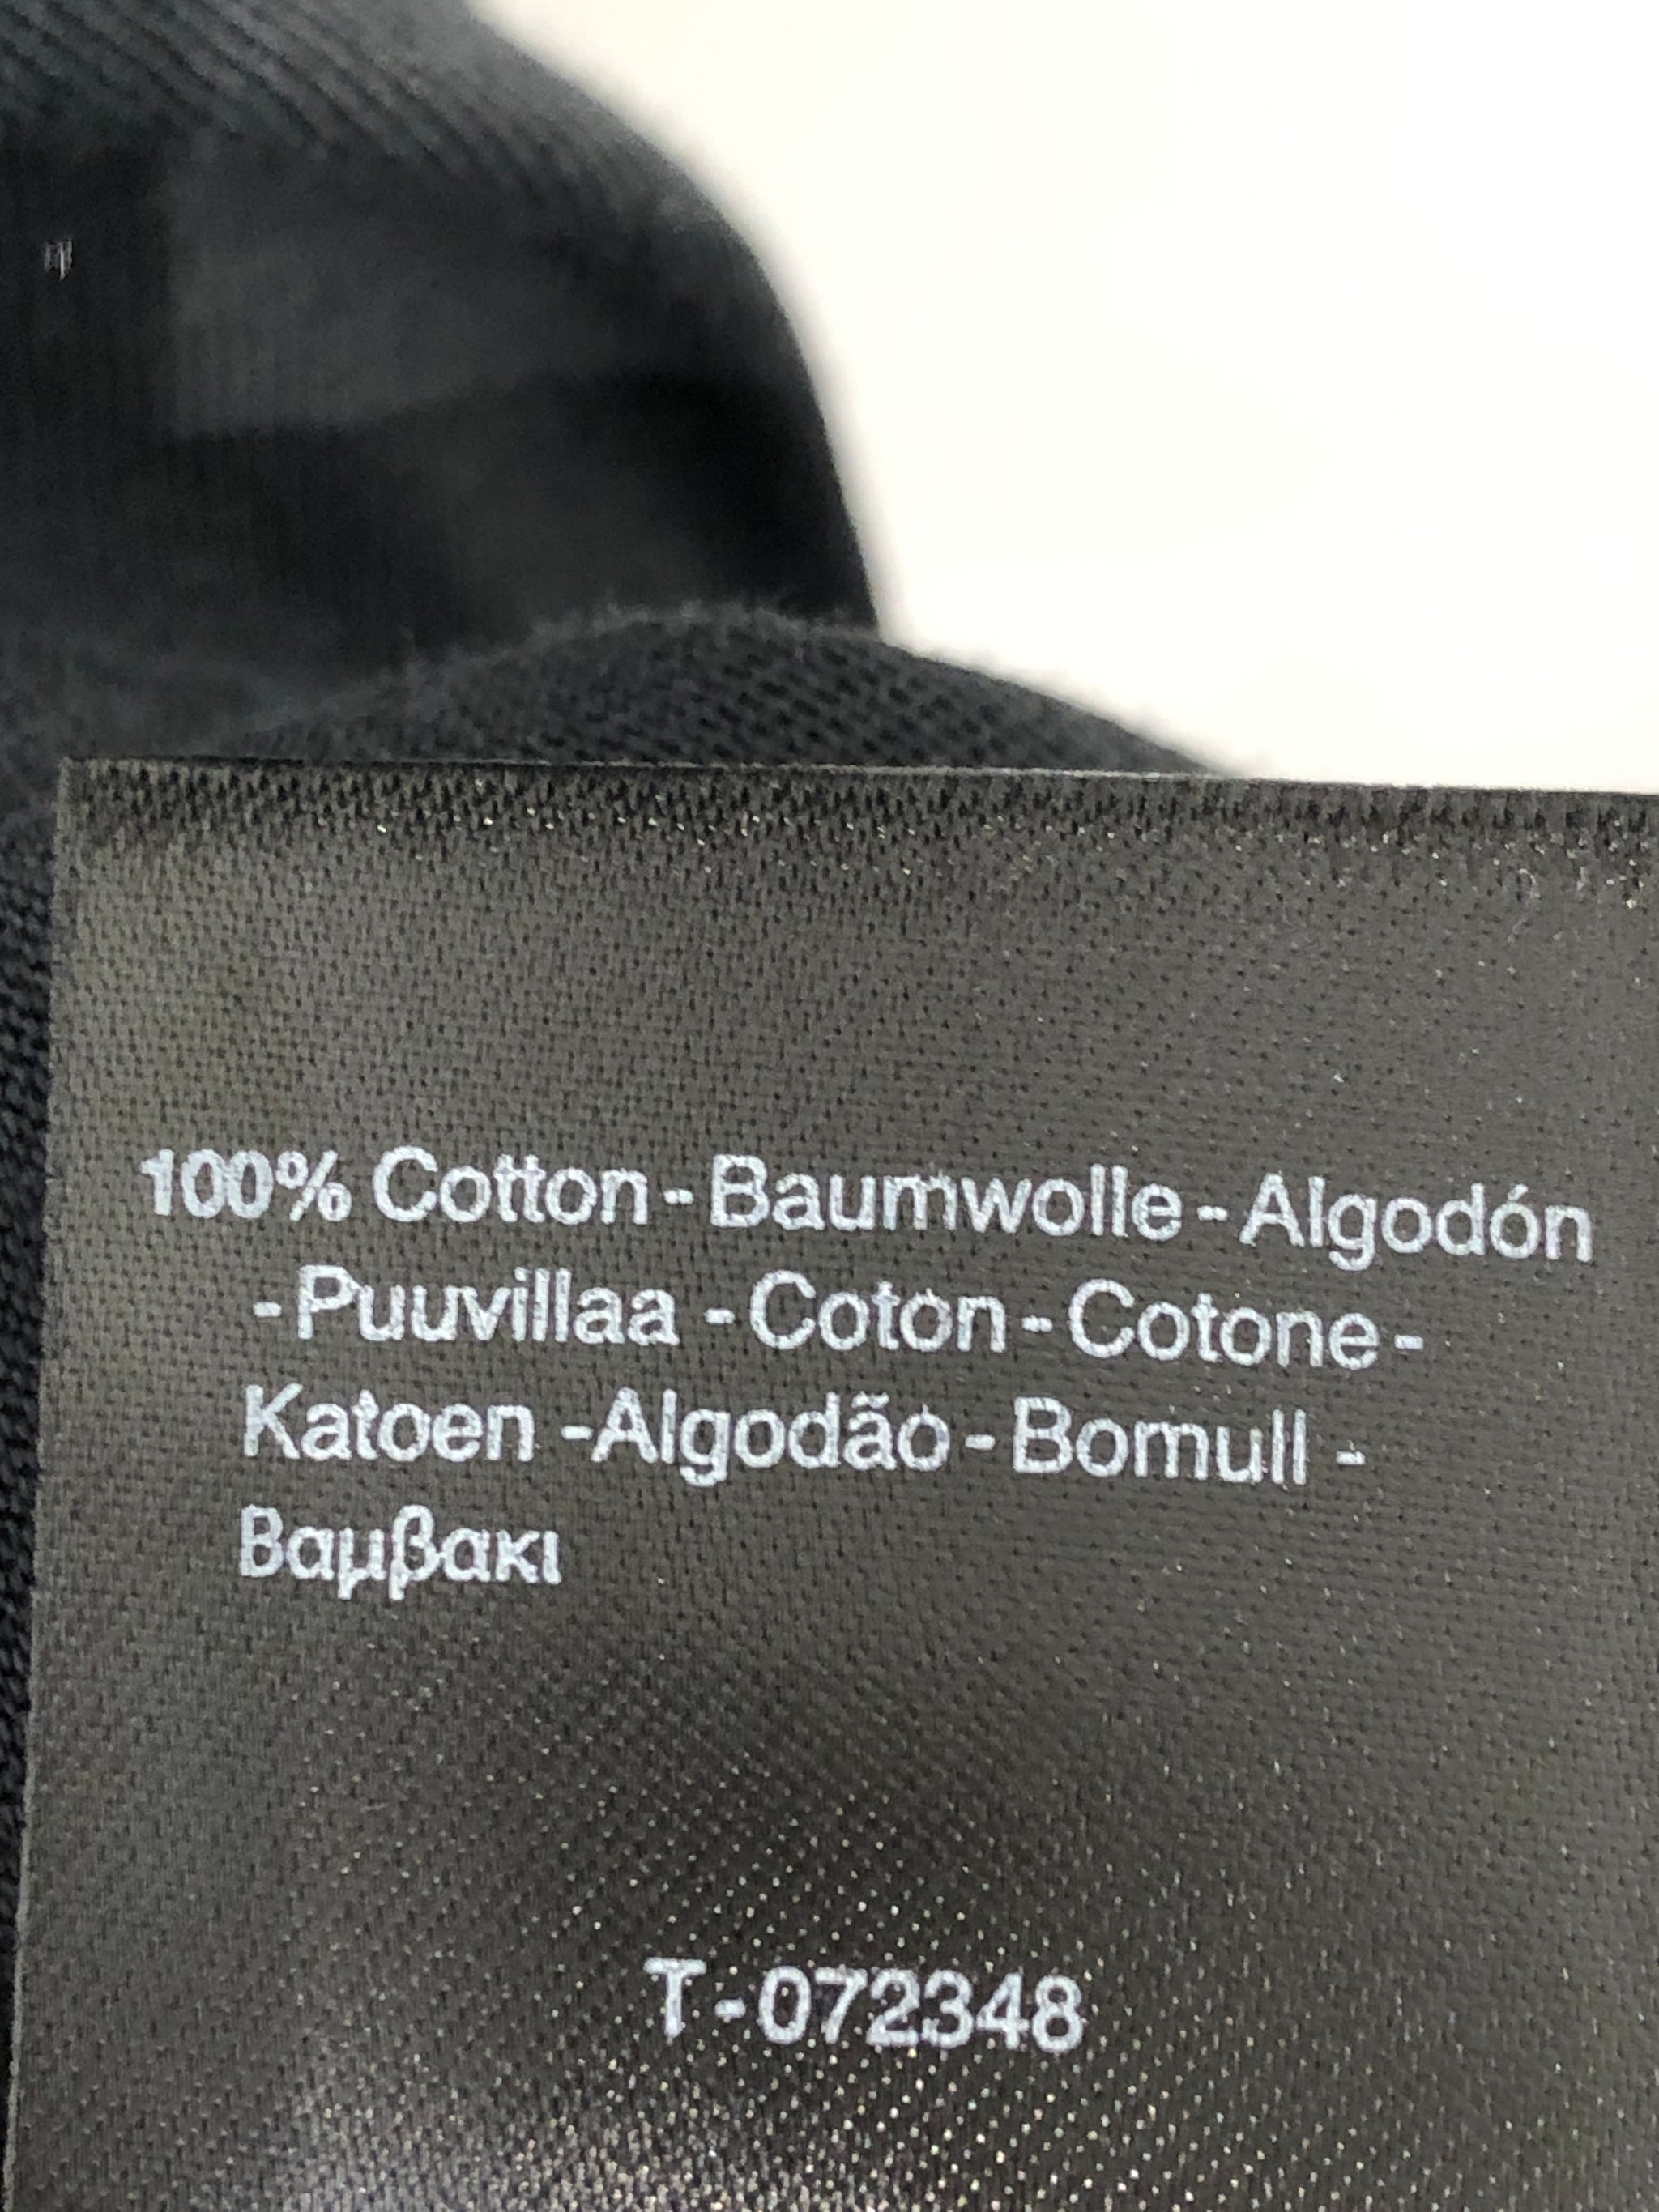 100% Cotton - Baumwolle - Algodón
- Puuvillaa - Coton - Cotone -
Katoen -Algodão - Bomull -
Βαμβακι
T-072348